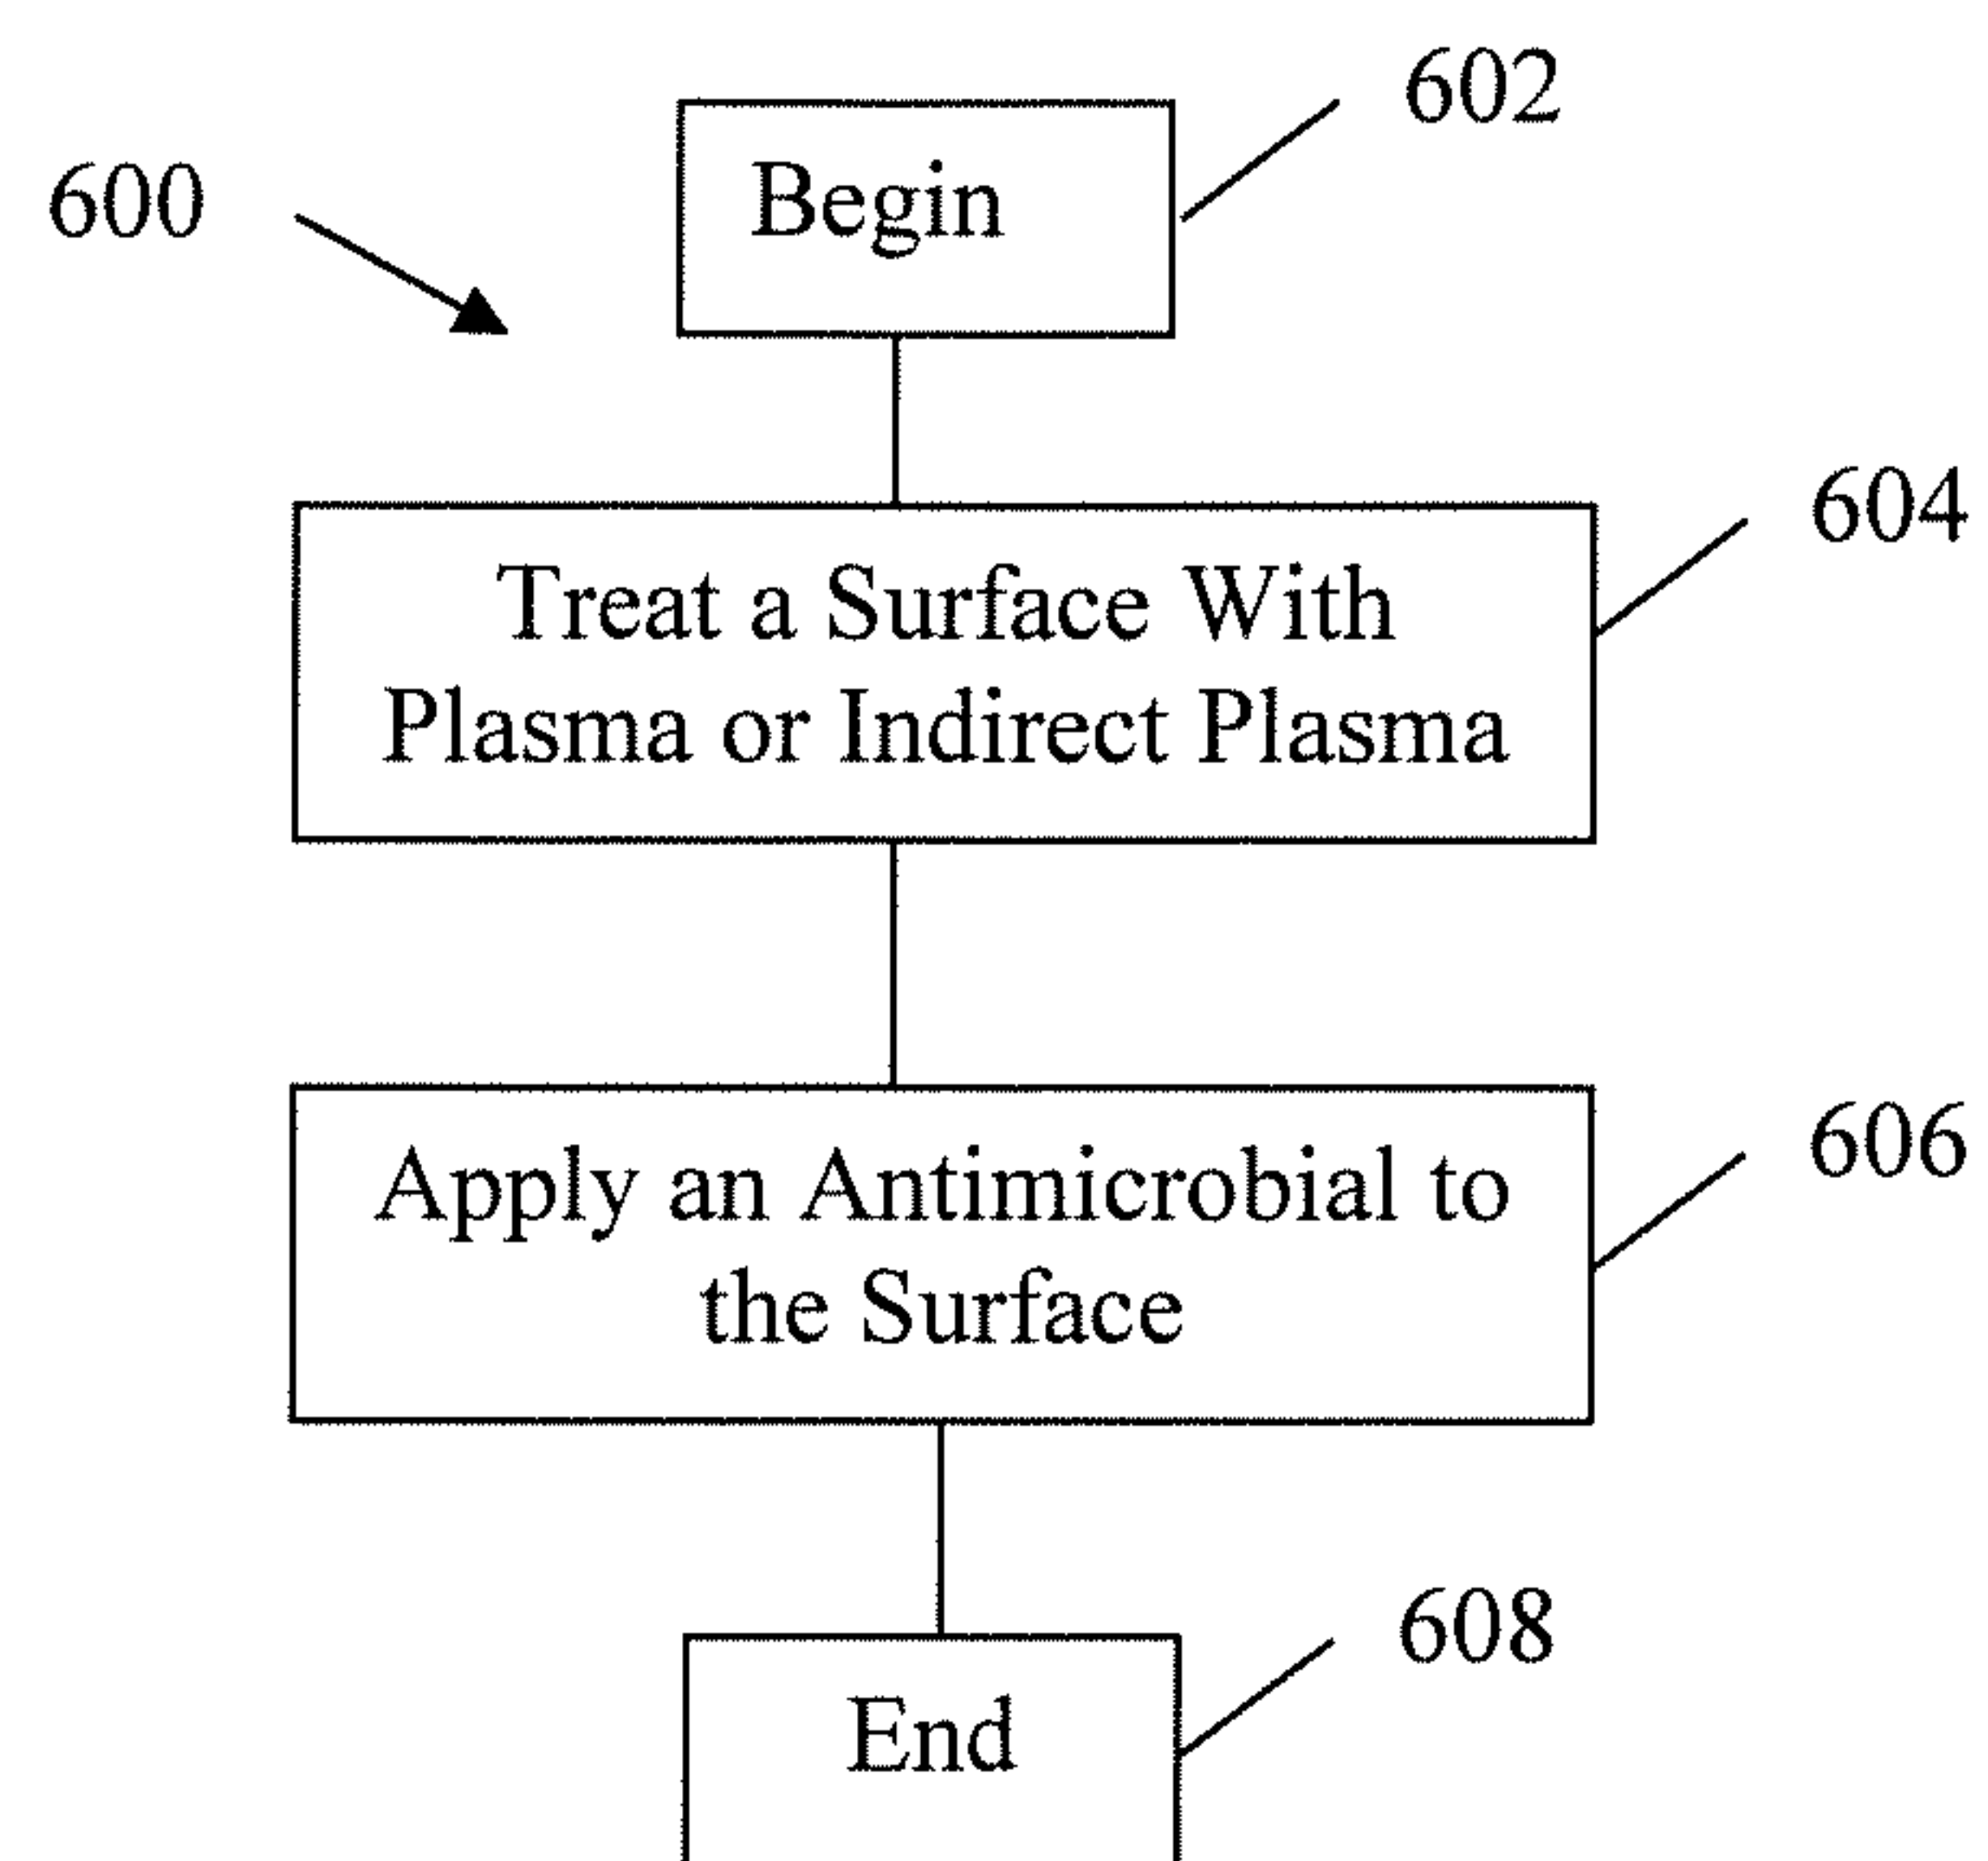 602
600
Begin
604
Treat a Surface With
Plasma or Indirect Plasma
606
Apply an Antimicrobial to
the Surface
608
End